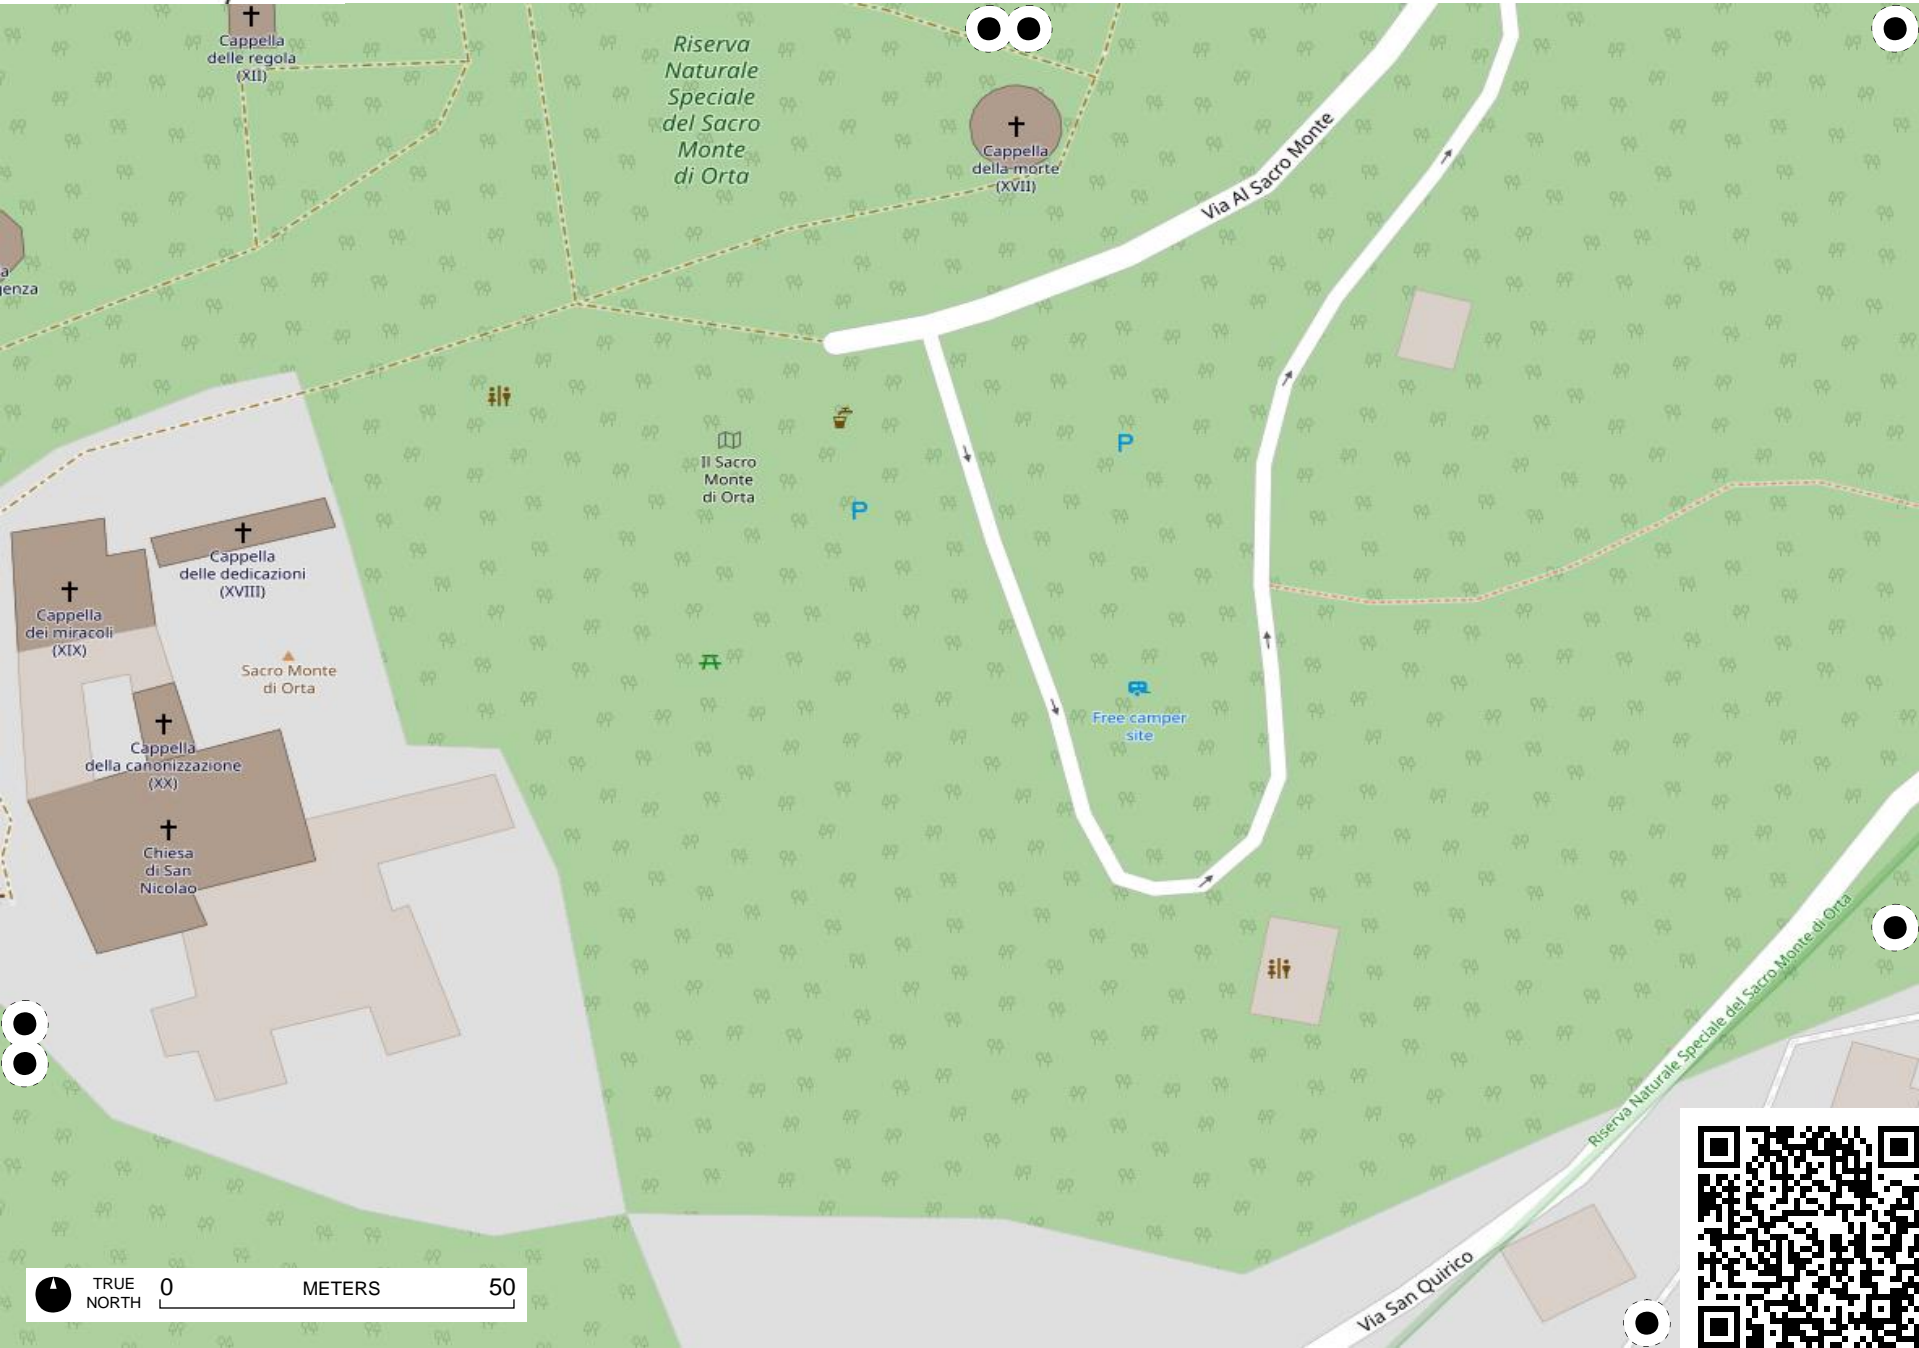 Cappella
delle regola
(XII)
Riserva
Naturale
Speciale
del Sacro
Monte
di Orta
Cappella
della morte
(XVII)
Via Al Sacro Monte
a
genza
Il Sacro
Monte
di Orta
P
P
Cappella
delle dedicazioni
(XVIII)
Cappella
dei miracoli
(XIX)
Sacro Monte
di Orta
Free camper
site
Cappella
della canonizzazione
(XX)
Chiesa
di San
Nicolao
Riserva Naturale Speciale del Sacro Monte di Orta
Via San Quirico
TRUE
NORTH
0 METERS 50